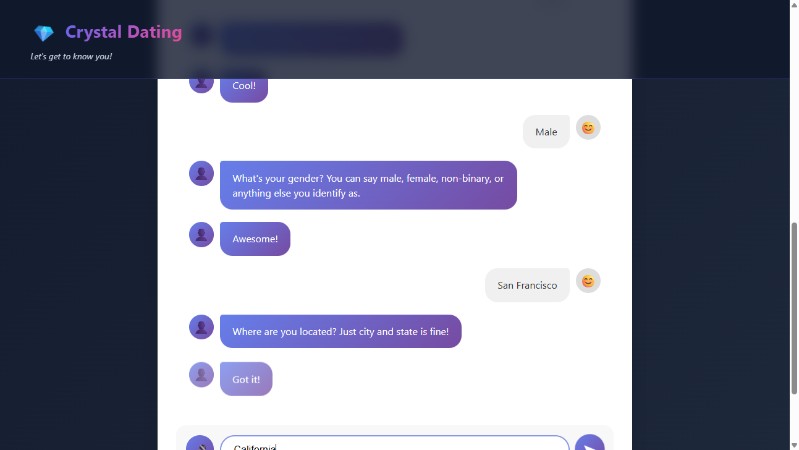 Crystal Dating
Let's get to know you!
Cool!
Male
What's your gender? You can say male, female, non-binary, or
anything else you identify as.
Awesome!
San Francisco
Where are you located? Just city and state is fine!
Got it!
California